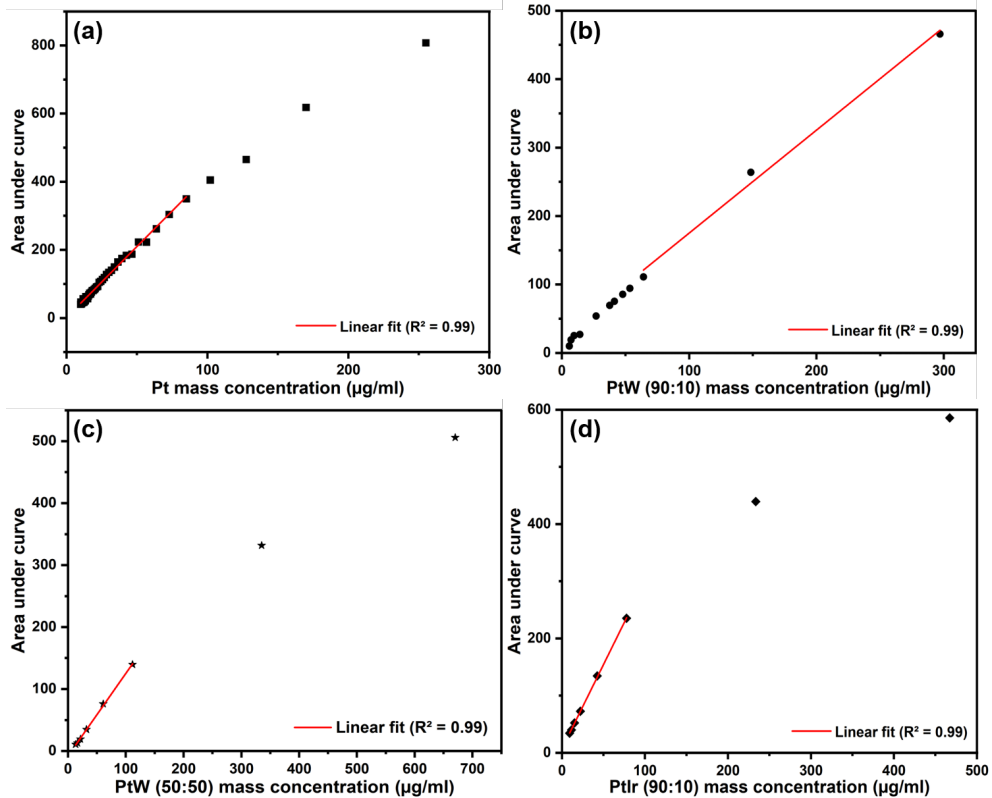 (a)
800
600
400
200
0
Area under curve
Linear fit (R² = 0.99)
0 100 200 300
Pt mass concentration (µg/ml)
(b)
500
400
300
200
100
0
Area under curve
Linear fit (R² = 0.99)
0 100 200 300
PtW (90:10) mass concentration (µg/ml)
(c)
500
400
300
200
100
0
Area under curve
Linear fit (R² = 0.99)
0 100 200 300 400 500 600 700
PtW (50:50) mass concentration (µg/ml)
(d)
600
400
200
0
Area under curve
Linear fit (R² = 0.99)
0 100 200 300 400 500
PtIr (90:10) mass concentration (µg/ml)